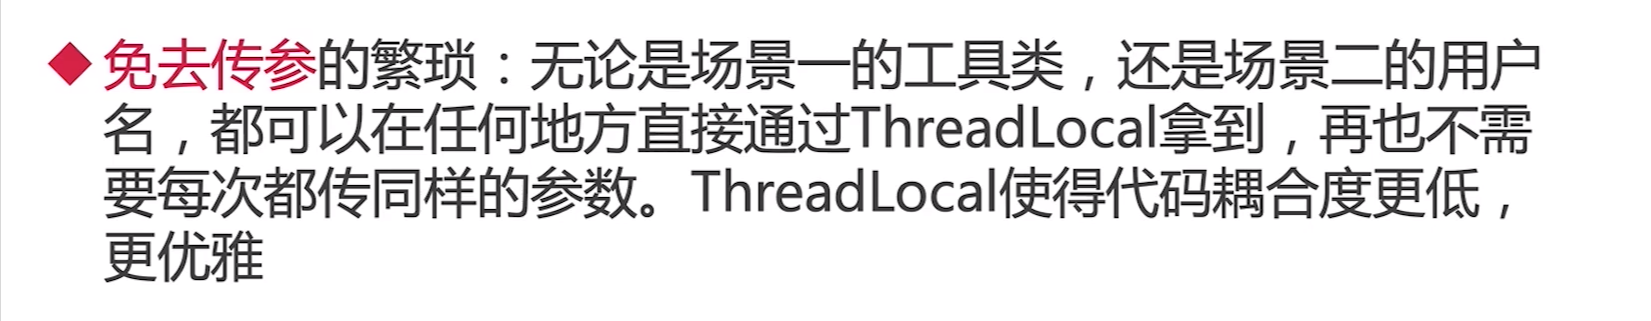 免去传参的繁琐：无论是场景一的工具类，还是场景二的用户
名，都可以在任何地方直接通过ThreadLocal拿到，再也不需
要每次都传同样的参数。ThreadLocal使得代码耦合度更低，
更优雅